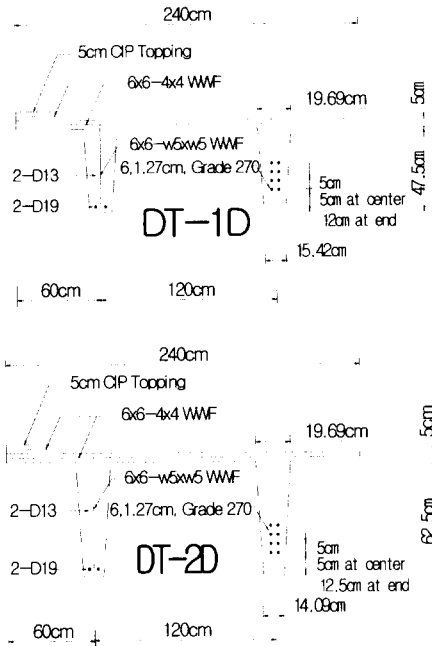 240cm
5cm CIP Topping
6x6-4x4 WWF
19.69cm
5cm
6x6-w5xw5 WWF
6,1.27cm, Grade 270
2-D13
5cm
47.5cm
5cm at center
2-D19
12cm at end
DT-1D
15.42cm
60cm
120cm
240cm
5cm CIP Topping
6x6-4x4 WWF
19.69cm
5cm
6x6-w5xw5 WWF
2-D13
6,1.27cm, Grade 270
62.5cm
5cm
5cm at center
2-D19
DT-2D
12.5cm at end
14.09cm
60cm
120cm